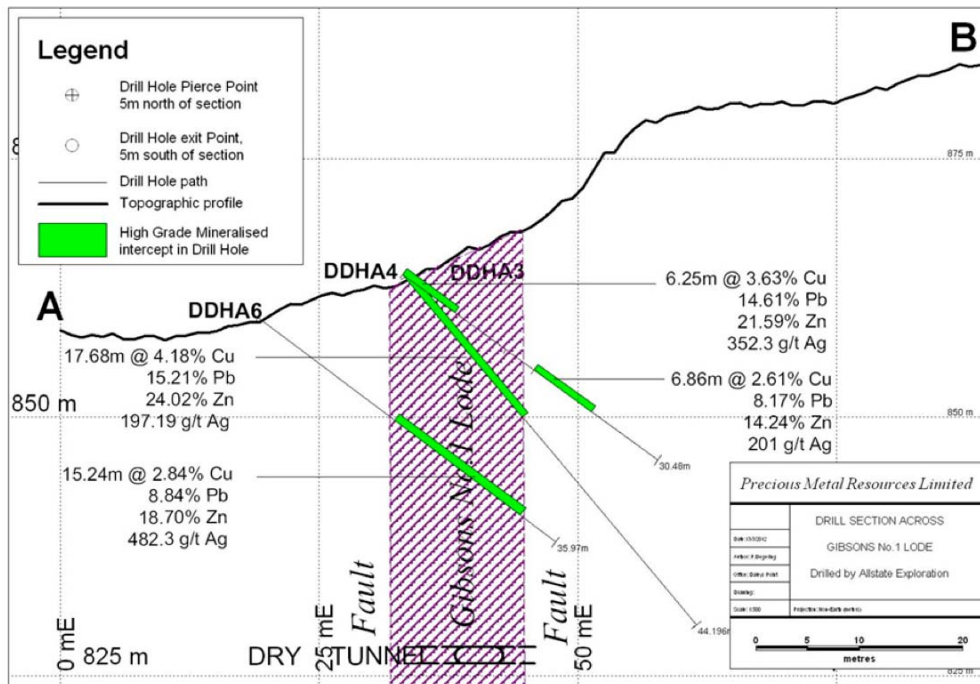 B
Legend
Drill Hole Pierce Point
5m north of section
Drill Hole exit Point,
5m south of section
Drill Hole path
Topographic profile
High Grade Mineralised
intercept in Drill Hole
875 m
DDHA4
DDHA3
A
DDHA6
6.25m @ 3.63% Cu
14.61% Pb
21.59% Zn
352.3 g/t Ag
17.68m @ 4.18% Cu
15.21% Pb
24.02% Zn
197.19 g/t Ag
6.86m @ 2.61% Cu
8.17% Pb
14.24% Zn
201 g/t Ag
850 m
850 m
15.24m @ 2.84% Cu
8.84% Pb
18.70% Zn
482.3 g/t Ag
30.48m
35.97m
44.196m
Fault
Gibsons No.1 Lode
Fault
0 mE
25 mE
50 mE
825 m
DRY TUNNEL
Precious Metal Resources Limited
DRILL SECTION ACROSS
GIBSONS No.1 LODE
Drilled by Allstate Exploration
0 5 10 20
metres
825 m